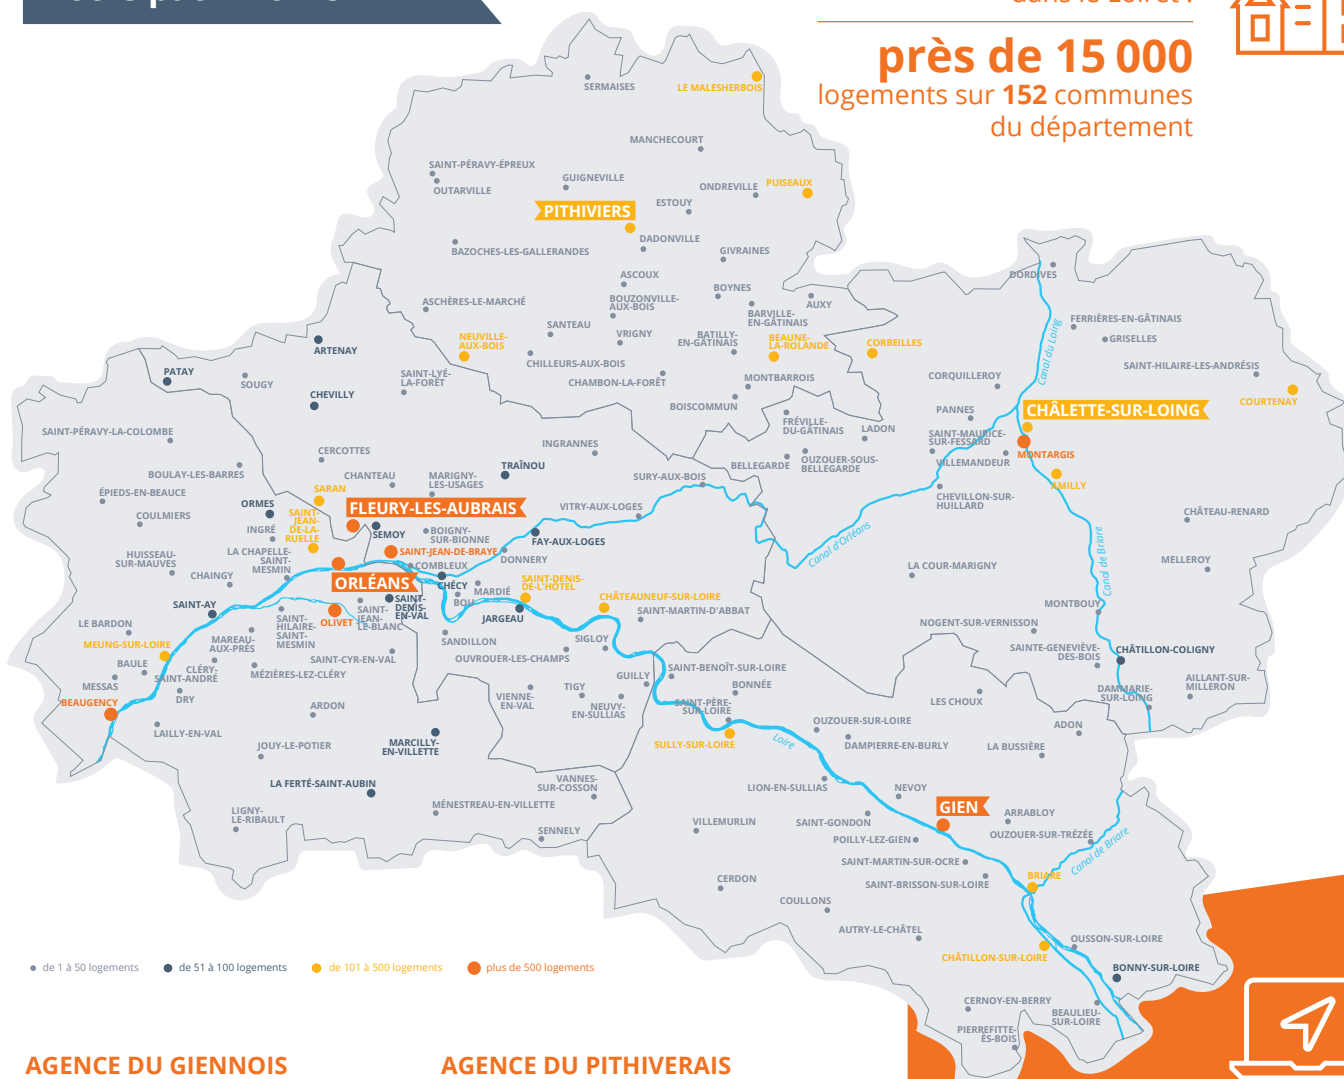 près de 15 000
logements sur 152 communes
du département
SERMAISES
LE MALESHERBOIS
MANCHECOURT
SAINT-PÉRAVY-ÉPREUX
OUTARVILLE
GUIGNEVILLE
ONDREVILLE
PUISEAUX
ESTOUY
PITHIVIERS
DADONVILLE
BAZOCHES-LES-GALLERANDES
GIVRAINES
ASCOUX
BOYNES
BOUZONVILLE-
AUX-BOIS
AUXY
ASCHÈRES-LE-MARCHÉ
BARVILLE-
EN-GÂTINAIS
SANTEAU
VRIGNY
BATILLY-
EN-GÂTINAIS
BEAUNE-
LA-ROLANDE
CORBEILLES
NEUVILLE-
AUX-BOIS
CHILLEURS-AUX-BOIS
CHAMBON-LA-FORÊT
MONTBARROIS
BOISCOMMUN
DORDIVES
Canal du Loing
FERRIÈRES-EN-GÂTINAIS
GRISELLES
SAINT-HILAIRE-LES-ANDRÉSIS
COURTENAY
CORQUILLEROY
PANNES
CHÂLETTE-SUR-LOING
SAINT-MAURICE-
SUR-FESSARD
MONTARGIS
VILLEMANDEUR
AMILLY
FRÉVILLE-
DU-GÂTINAIS
LADON
BELLEGARDE
OUZOUER-SOUS-
BELLEGARDE
CHEVILLON-SUR-
HUILLARD
CHÂTEAU-RENARD
ARTENAY
PATAY
SOUGY
SAINT-LYÉ-
LA-FORÊT
CHEVILLY
SAINT-PÉRAVY-LA-COLOMBE
CERCOTTES
INGRANNES
BOULAY-LES-BARRES
CHANTEAU
MARIGNY-
LES-USAGES
TRAÎNOU
SURY-AUX-BOIS
ÉPIEDS-EN-BEAUCE
SARAN
ORMES
FLEURY-LES-AUBRAIS
VITRY-AUX-LOGES
COULMIERS
INGRÉ
SAINT-
JEAN-
DE-LA-
RUELLE
SEMOY
BOIGNY-
SUR-BIONNE
FAY-AUX-LOGES
Canal d'Orléans
HUISSEAU-
SUR-MAUVES
LA CHAPELLE-
SAINT-
MESMIN
SAINT-JEAN-DE-BRAYE
DONNERY
COMBLEUX
CHAINGY
ORLÉANS
CHÉCY
MARDIÉ
BOU
SAINT-DENIS-
DE-L'HÔTEL
CHÂTEAUNEUF-SUR-LOIRE
SAINT-AY
SAINT-
DENIS-
EN-VAL
JARGEAU
SAINT-MARTIN-D'ABBAT
LE BARDON
SAINT-
HILAIRE-
SAINT-
MESMIN
OLIVET
SAINT-
JEAN-
LE-BLANC
MEUNG-SUR-LOIRE
MAREAU-
AUX-PRÉS
SANDILLON
SIGLOY
BAULE
CLÉRY-
SAINT-ANDRÉ
MÉZIÈRES-LEZ-CLÉRY
SAINT-CYR-EN-VAL
OUVROUER-LES-CHAMPS
GUILLY
SAINT-BENOÎT-SUR-LOIRE
MESSAS
BEAUGENCY
DRY
TIGY
BONNÉE
VIENNE-
EN-VAL
NEUVY-
EN-SULLIAS
SAINT-PÈRE-
SUR-LOIRE
LAILLY-EN-VAL
ARDON
JOUY-LE-POTIER
MARCILLY-
EN-VILLETTE
SULLY-SUR-LOIRE
Loire
OUZOUER-SUR-LOIRE
DAMPIERRE-EN-BURLY
LA COUR-MARIGNY
Canal de Briare
MELLEROY
MONTBOUY
NOGENT-SUR-VERNISSON
SAINTE-GENEVIÈVE-
DES-BOIS
CHÂTILLON-COLIGNY
DAMMARIE-
SUR-LOING
AILLANT-SUR-
MILLERON
LES CHOUX
ADON
LA BUSSIÈRE
LA FERTÉ-SAINT-AUBIN
VANNES-
SUR-COSSON
MÉNESTREAU-EN-VILLETTE
LIGNY-
LE-RIBAULT
SENNELY
LION-EN-SULLIAS
NEVOY
GIEN
ARRABLOY
SAINT-GONDON
OUZOUER-SUR-TRÉZÉE
VILLEMURLIN
POILLY-LEZ-GIEN
Canal de Briare
SAINT-MARTIN-SUR-OCRE
CERDON
SAINT-BRISSON-SUR-LOIRE
BRIARE
COULLONS
AUTRY-LE-CHÂTEL
OUSSON-SUR-LOIRE
CHÂTILLON-SUR-LOIRE
BONNY-SUR-LOIRE
CERNOY-EN-BERRY
BEAULIEU-
SUR-LOIRE
PIERREFITTE-
ÈS-BOIS
de 1 à 50 logements
de 51 à 100 logements
de 101 à 500 logements
plus de 500 logements
AGENCE DU GIENNOIS
AGENCE DU PITHIVERAIS